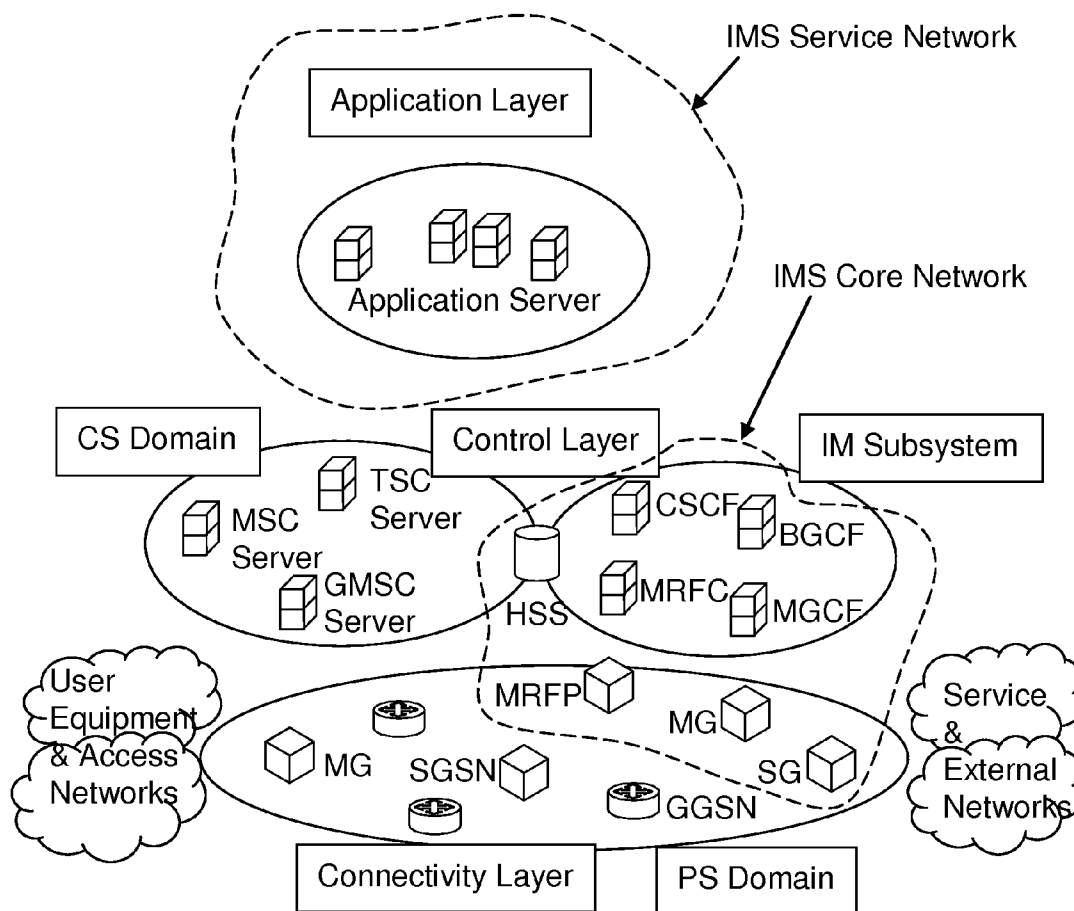 IMS Service Network
Application Layer
Application Server
IMS Core Network
CS Domain
Control Layer
IM Subsystem
TSC
Server
MSC
Server
GMSC
Server
HSS
CSCF
BGCF
MRFC
MGCF
User
Equipment
& Access
Networks
MRFP
MG
MG
SGSN
SG
GGSN
Service
&
External
Networks
Connectivity Layer
PS Domain